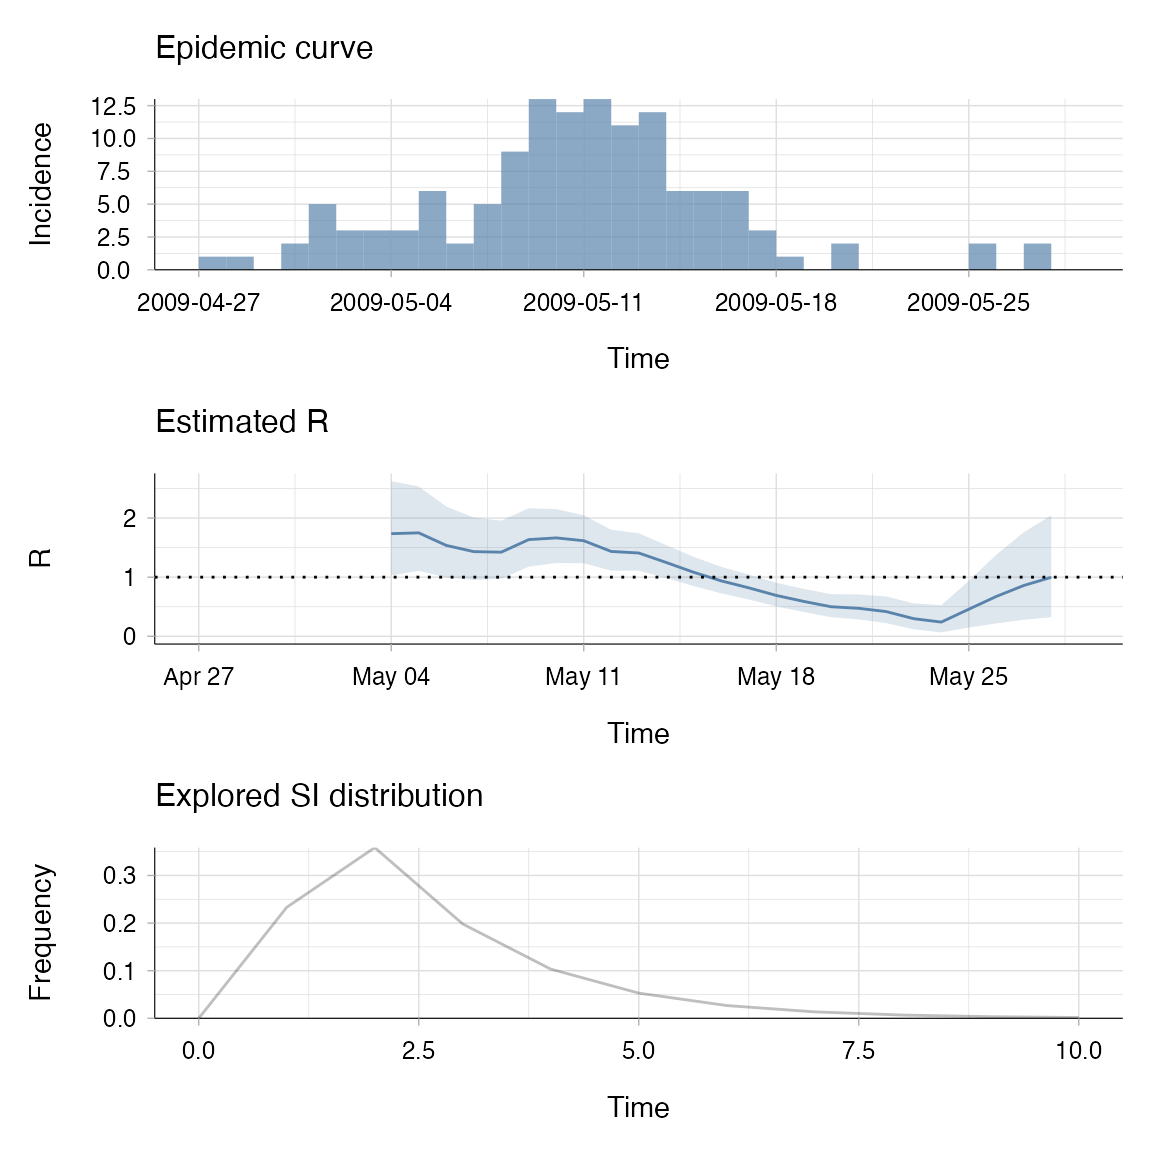 Epidemic curve
Incidence
12.5
10.0
7.5
5.0
2.5
0.0
2009-04-27 2009-05-04 2009-05-11 2009-05-18 2009-05-25
Time
Estimated R
R
2
1
0
Apr 27 May 04 May 11 May 18 May 25
Time
Explored SI distribution
Frequency
0.3
0.2
0.1
0.0
0.0 2.5 5.0 7.5 10.0
Time